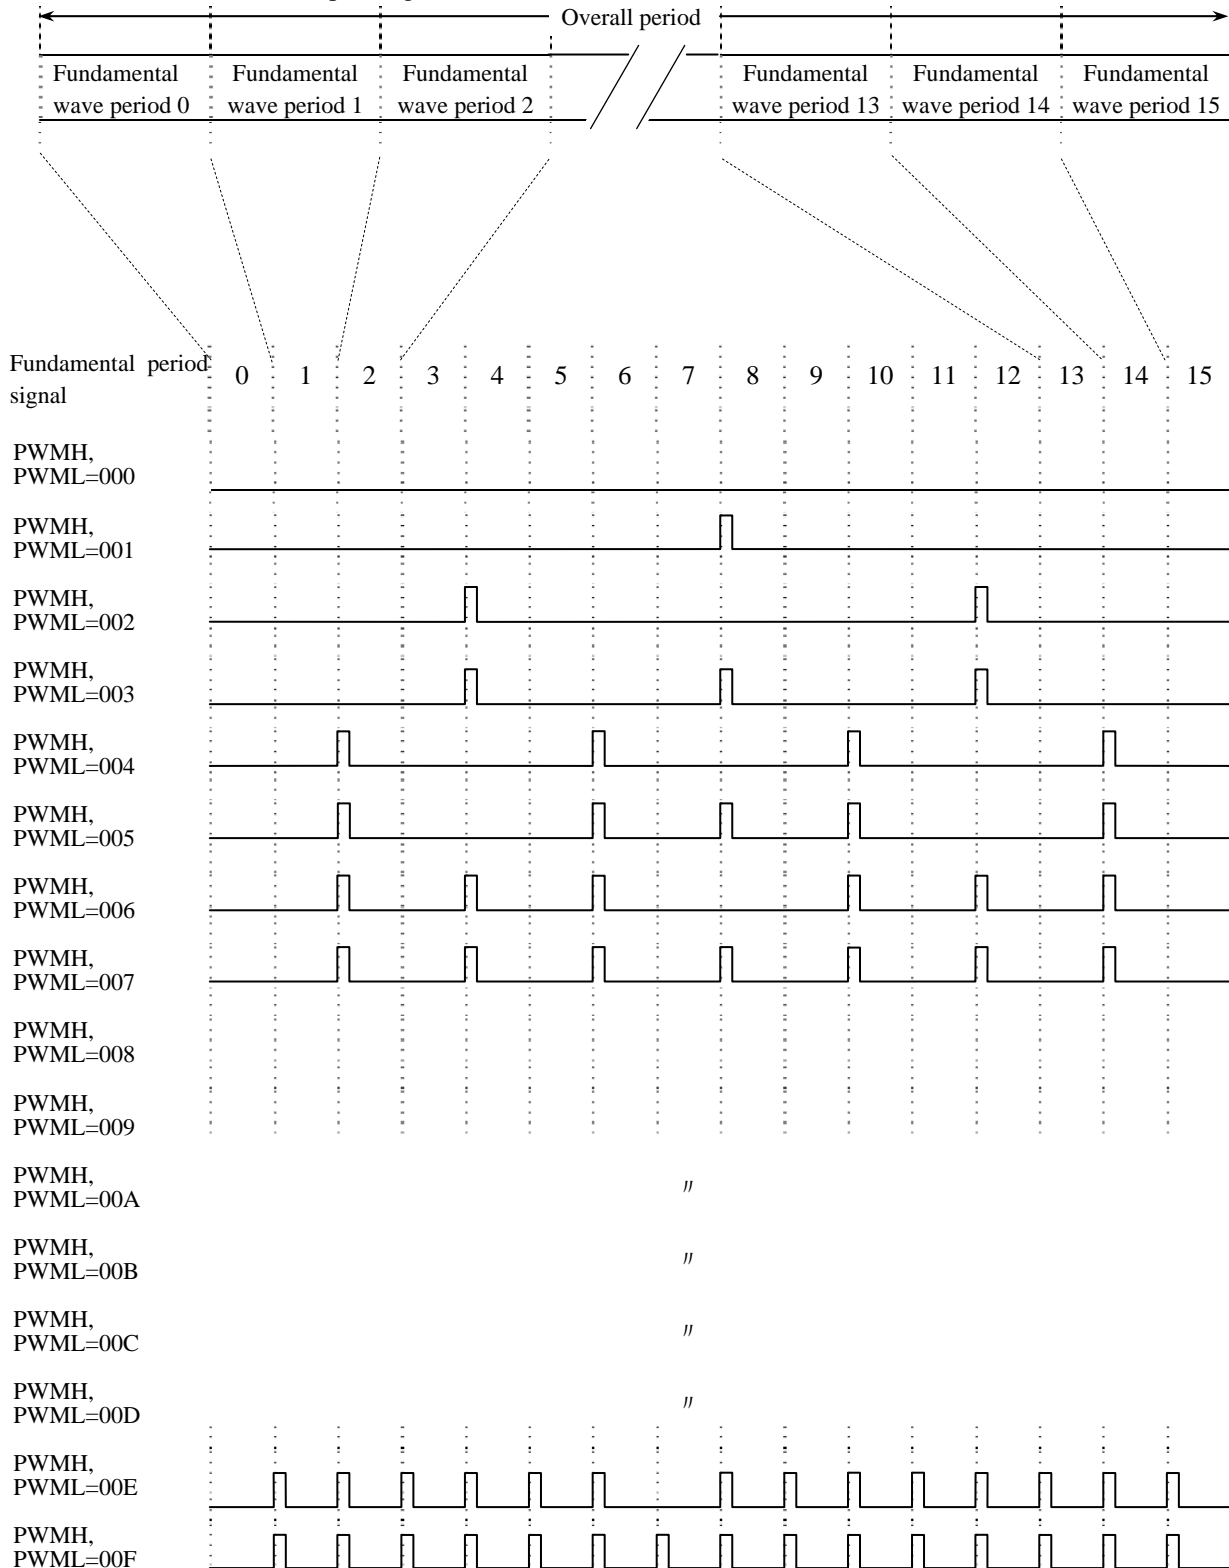 Overall period
Fundamental
wave period 0
Fundamental
wave period 1
Fundamental
wave period 2
Fundamental
wave period 13
Fundamental
wave period 14
Fundamental
wave period 15
Fundamental period
signal
0 1 2 3 4 5 6 7 8 9 10 11 12 13 14 15
PWMH,
PWML=000
PWMH,
PWML=001
PWMH,
PWML=002
PWMH,
PWML=003
PWMH,
PWML=004
PWMH,
PWML=005
PWMH,
PWML=006
PWMH,
PWML=007
PWMH,
PWML=008
PWMH,
PWML=009
PWMH,
PWML=00A
〃
PWMH,
PWML=00B
〃
PWMH,
PWML=00C
〃
PWMH,
PWML=00D
〃
PWMH,
PWML=00E
PWMH,
PWML=00F